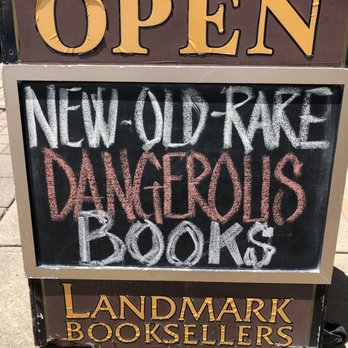 OPEN
NEW-OLD-RARE
DANGEROUS
BOOKS
LANDMARK
BOOKSELLERS